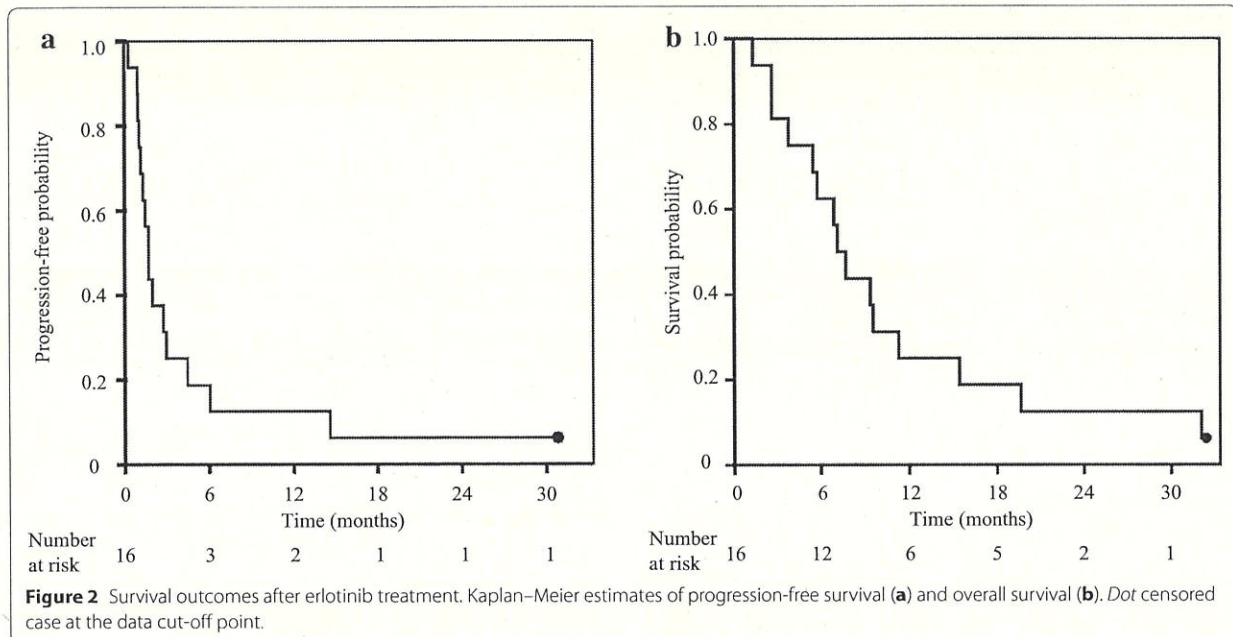 a
1.0
0.8
0.6
0.4
0.2
0
Progression-free probability
0 6 12 18 24 30
Time (months)
Number
at risk
16 3 2 1 1 1
b
1.0
0.8
0.6
0.4
0.2
0
Survival probability
0 6 12 18 24 30
Time (months)
Number
at risk
16 12 6 5 2 1
Figure 2 Survival outcomes after erlotinib treatment. Kaplan–Meier estimates of progression-free survival (a) and overall survival (b). Dot censored
case at the data cut-off point.